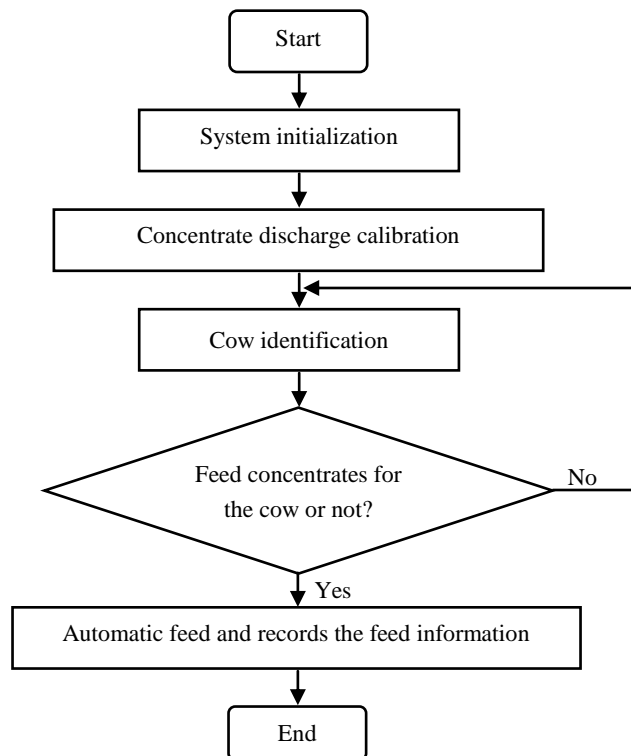 Start
System initialization
Concentrate discharge calibration
Cow identification
Feed concentrates for
the cow or not?
No
Yes
Automatic feed and records the feed information
End